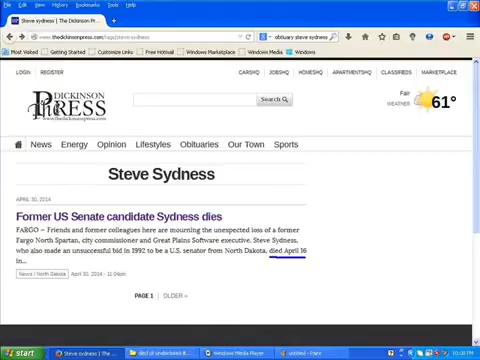 Steve sydness | The Dickinson Pr...
File Edit View History Bookmarks Tools Help
www.thedickinsonpress.com/tags/steve-sydness
obituary steve sydness
Most Visited Getting Started Customize Links Free Hotmail Windows Marketplace Windows Media Windows
LOGIN REGISTER CARSHQ JOBSHQ HOMESHQ APARTMENTSHQ CLASSIFIEDS MARKETPLACE
The DICKINSON PRESS
www.thedickinsonpress.com
Search
Fair
WEATHER
61°
News Energy Opinion Lifestyles Obituaries Our Town Sports
Steve Sydness
APRIL 30, 2014
Former US Senate candidate Sydness dies
FARGO – Friends and former colleagues here are mourning the unexpected loss of a former
Fargo North Spartan, city commissioner and Great Plains Software executive. Steve Sydness,
who also made an unsuccessful bid in 1992 to be a U.S. senator from North Dakota, died April 16
in...
News / North Dakota April 30, 2014 - 11:04am
PAGE 1 OLDER »
start Steve sydness | The ... Windows Media Player untitled - Paint 10:08 PM